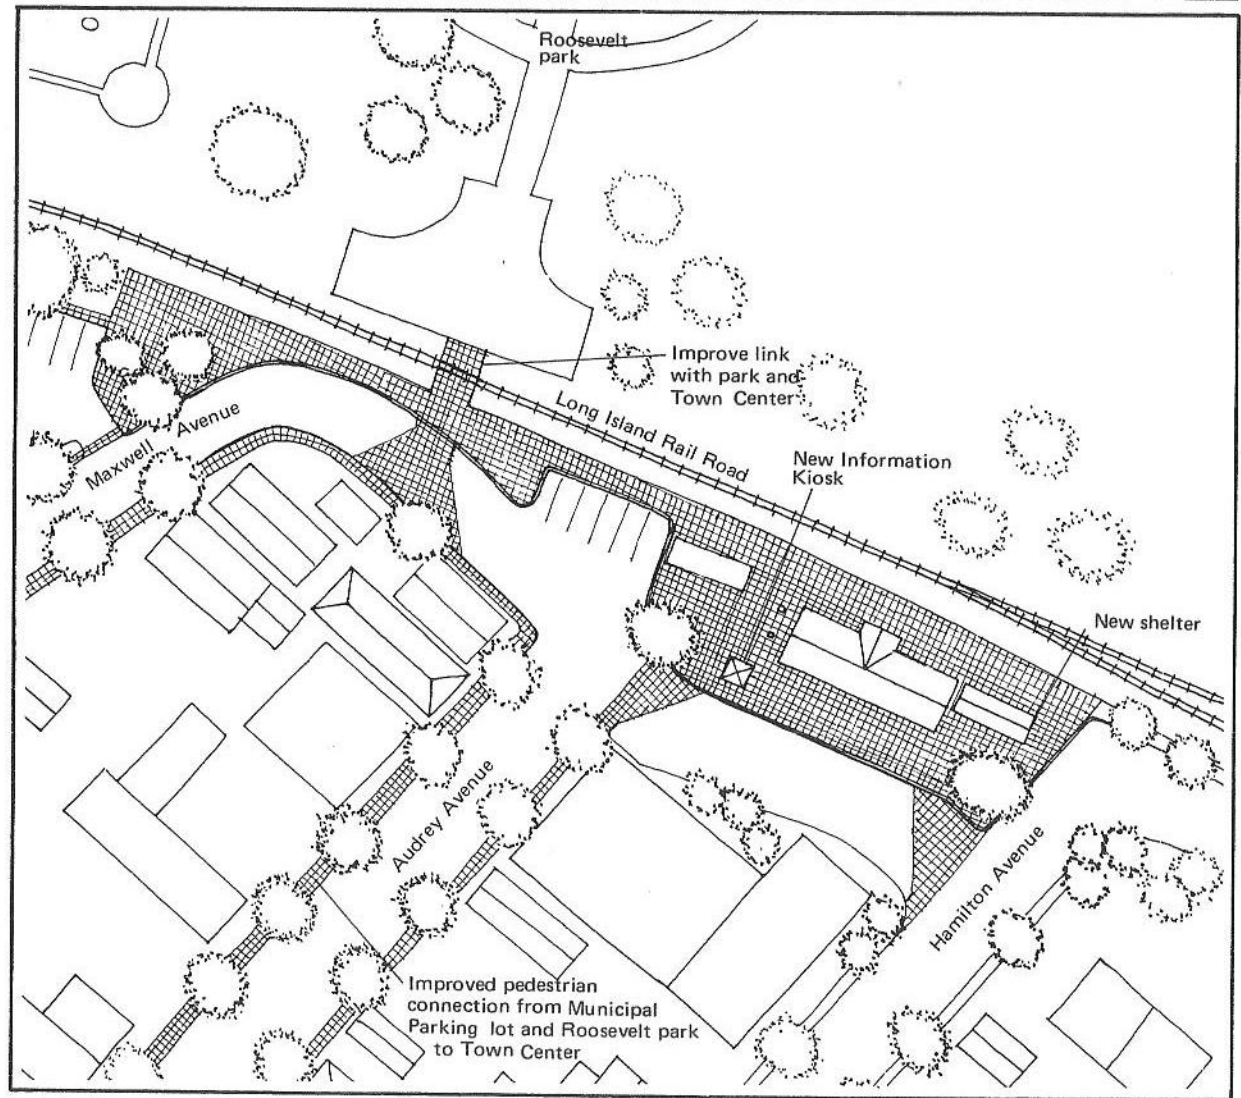 Roosevelt
park
Improve link
with park and
Town Center
Long Island Rail Road
New Information
Kiosk
Maxwell Avenue
New shelter
Audrey Avenue
Hamilton Avenue
Improved pedestrian
connection from Municipal
Parking lot and Roosevelt park
to Town Center